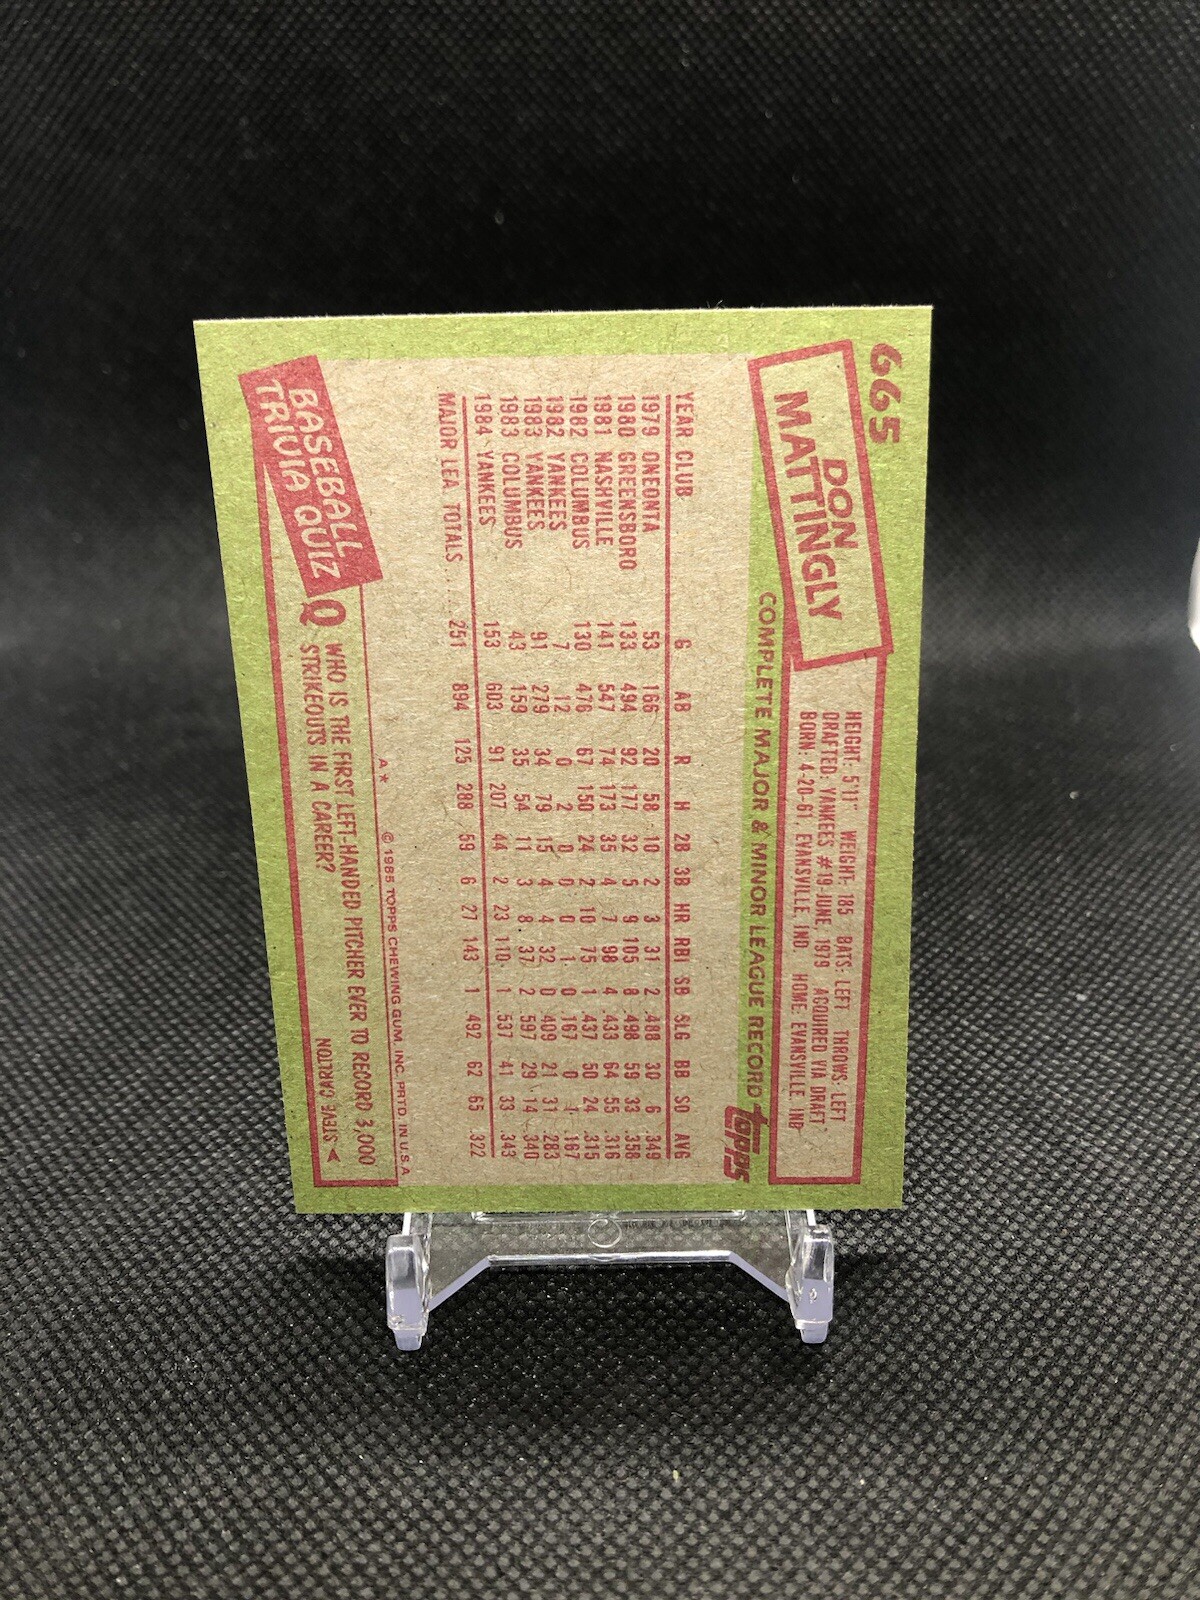 665
DON
MATTINGLY
HEIGHT: 5'11" WEIGHT: 185 BATS: LEFT THROWS: LEFT
DRAFTED: YANKEES #19-JUNE, 1979 ACQUIRED VIA DRAFT
BORN: 4-20-61, EVANSVILLE, IND HOME: EVANSVILLE, IND
COMPLETE MAJOR & MINOR LEAGUE RECORD topps
YEAR CLUB G AB R H 2B 3B HR RBI SB SLG BB SO AVG
1979 ONEONTA 53 166 20 58 10 2 3 31 2 .488 30 6 .349
1980 GREENSBORO 133 494 92 177 32 5 9 105 8 .498 59 33 .358
1981 NASHVILLE 141 547 74 173 35 4 7 98 4 .433 64 55 .316
1982 COLUMBUS 130 476 67 150 24 2 10 75 1 .437 50 24 .315
1982 YANKEES 7 12 0 2 0 0 0 1 0 .167 0 1 .167
1983 YANKEES 91 279 34 79 15 4 4 32 0 .409 21 31 .283
1983 COLUMBUS 43 159 35 54 11 3 8 37 2 .597 29 14 .340
1984 YANKEES 153 603 91 207 44 2 23 110 1 .537 41 33 .343
MAJOR LEA. TOTALS .... 251 894 125 288 59 6 27 143 1 .492 62 65 .322
A* © 1985 TOPPS CHEWING GUM, INC. PRTD. IN U.S.A.
BASEBALL
TRIVIA QUIZ
Q WHO IS THE FIRST LEFT-HANDED PITCHER EVER TO RECORD 3,000
STRIKEOUTS IN A CAREER?
STEVE CARLTON